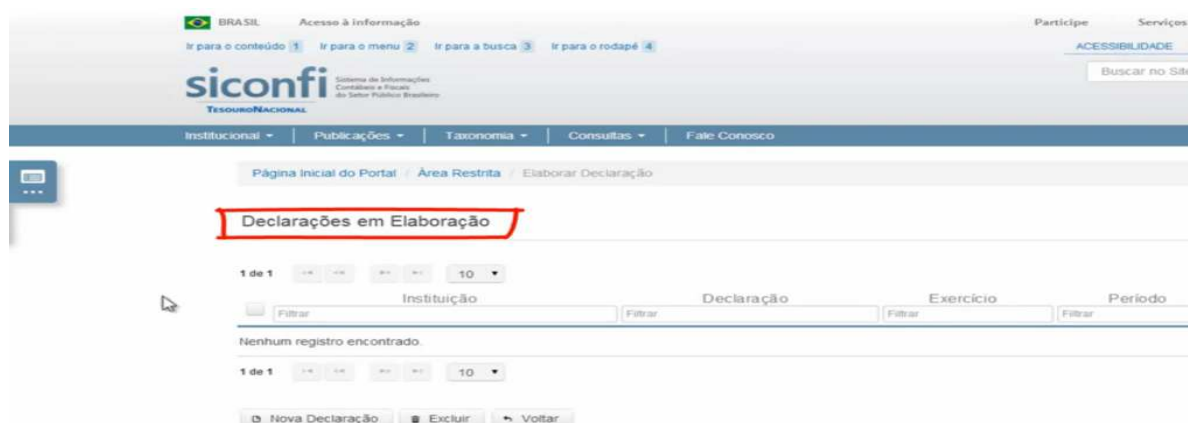 BRASIL Acesso à informação Participe Serviços
Ir para o conteúdo 1 Ir para o menu 2 Ir para a busca 3 Ir para o rodapé 4 ACESSIBILIDADE
siconfi Sistema de Informações
Contábeis e Fiscais
do Setor Público Brasileiro
Buscar no Site
TESOURONACIONAL
Institucional Publicações Taxonomia Consultas Fale Conosco
Página Inicial do Portal / Área Restrita / Elaborar Declaração
Declarações em Elaboração
1 de 1 10
Instituição Declaração Exercício Período
Filtrar Filtrar Filtrar Filtrar
Nenhum registro encontrado.
1 de 1 10
Nova Declaração Excluir Voltar